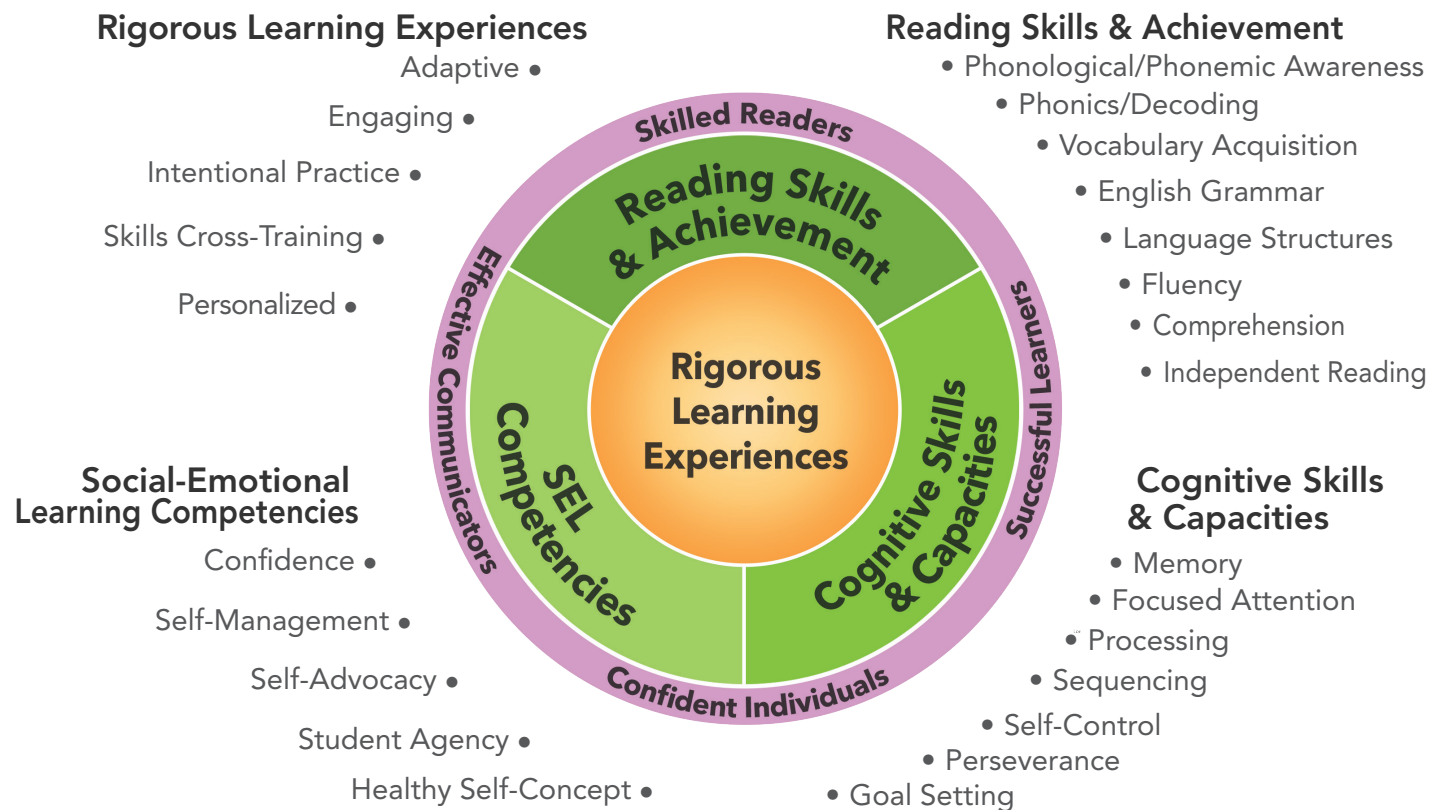 Rigorous Learning Experiences
Adaptive •
Engaging •
Intentional Practice •
Skills Cross-Training •
Personalized •
Reading Skills & Achievement
• Phonological/Phonemic Awareness
• Phonics/Decoding
• Vocabulary Acquisition
• English Grammar
• Language Structures
• Fluency
• Comprehension
• Independent Reading
Skilled Readers
Reading Skills
& Achievement
Effective Communicators
Successful Learners
Rigorous
Learning
Experiences
SEL
Competencies
Cognitive Skills
& Capacities
Confident Individuals
Social-Emotional
Learning Competencies
Confidence •
Self-Management •
Self-Advocacy •
Student Agency •
Healthy Self-Concept •
Cognitive Skills
& Capacities
• Memory
• Focused Attention
• Processing
• Sequencing
• Self-Control
• Perseverance
• Goal Setting